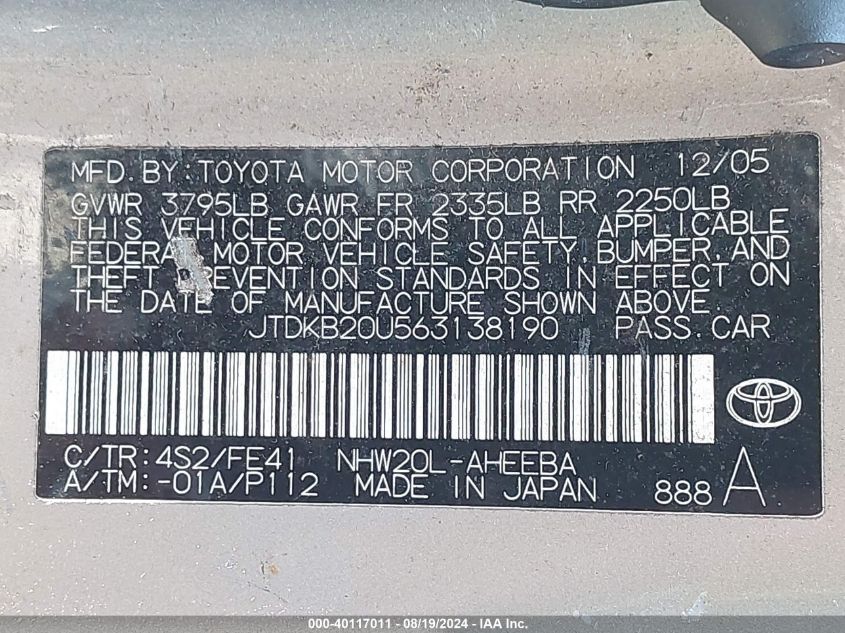 MFD.BY:TOYOTA MOTOR CORPORATION 12/05
GVWR 3795LB GAWR FR 2335LB RR 2250LB
THIS VEHICLE CONFORMS TO ALL APPLICABLE
FEDERAL MOTOR VEHICLE SAFETY, BUMPER, AND
THEFT PREVENTION STANDARDS IN EFFECT ON
THE DATE OF MANUFACTURE SHOWN ABOVE.
JTDKB20U563138190 PASS.CAR
C/TR:4S2/FE41 NHW20L-AHEEBA
A/TM:-01A/P112 MADE IN JAPAN 888 A
000-40117011 - 08/19/2024 - IAA Inc.